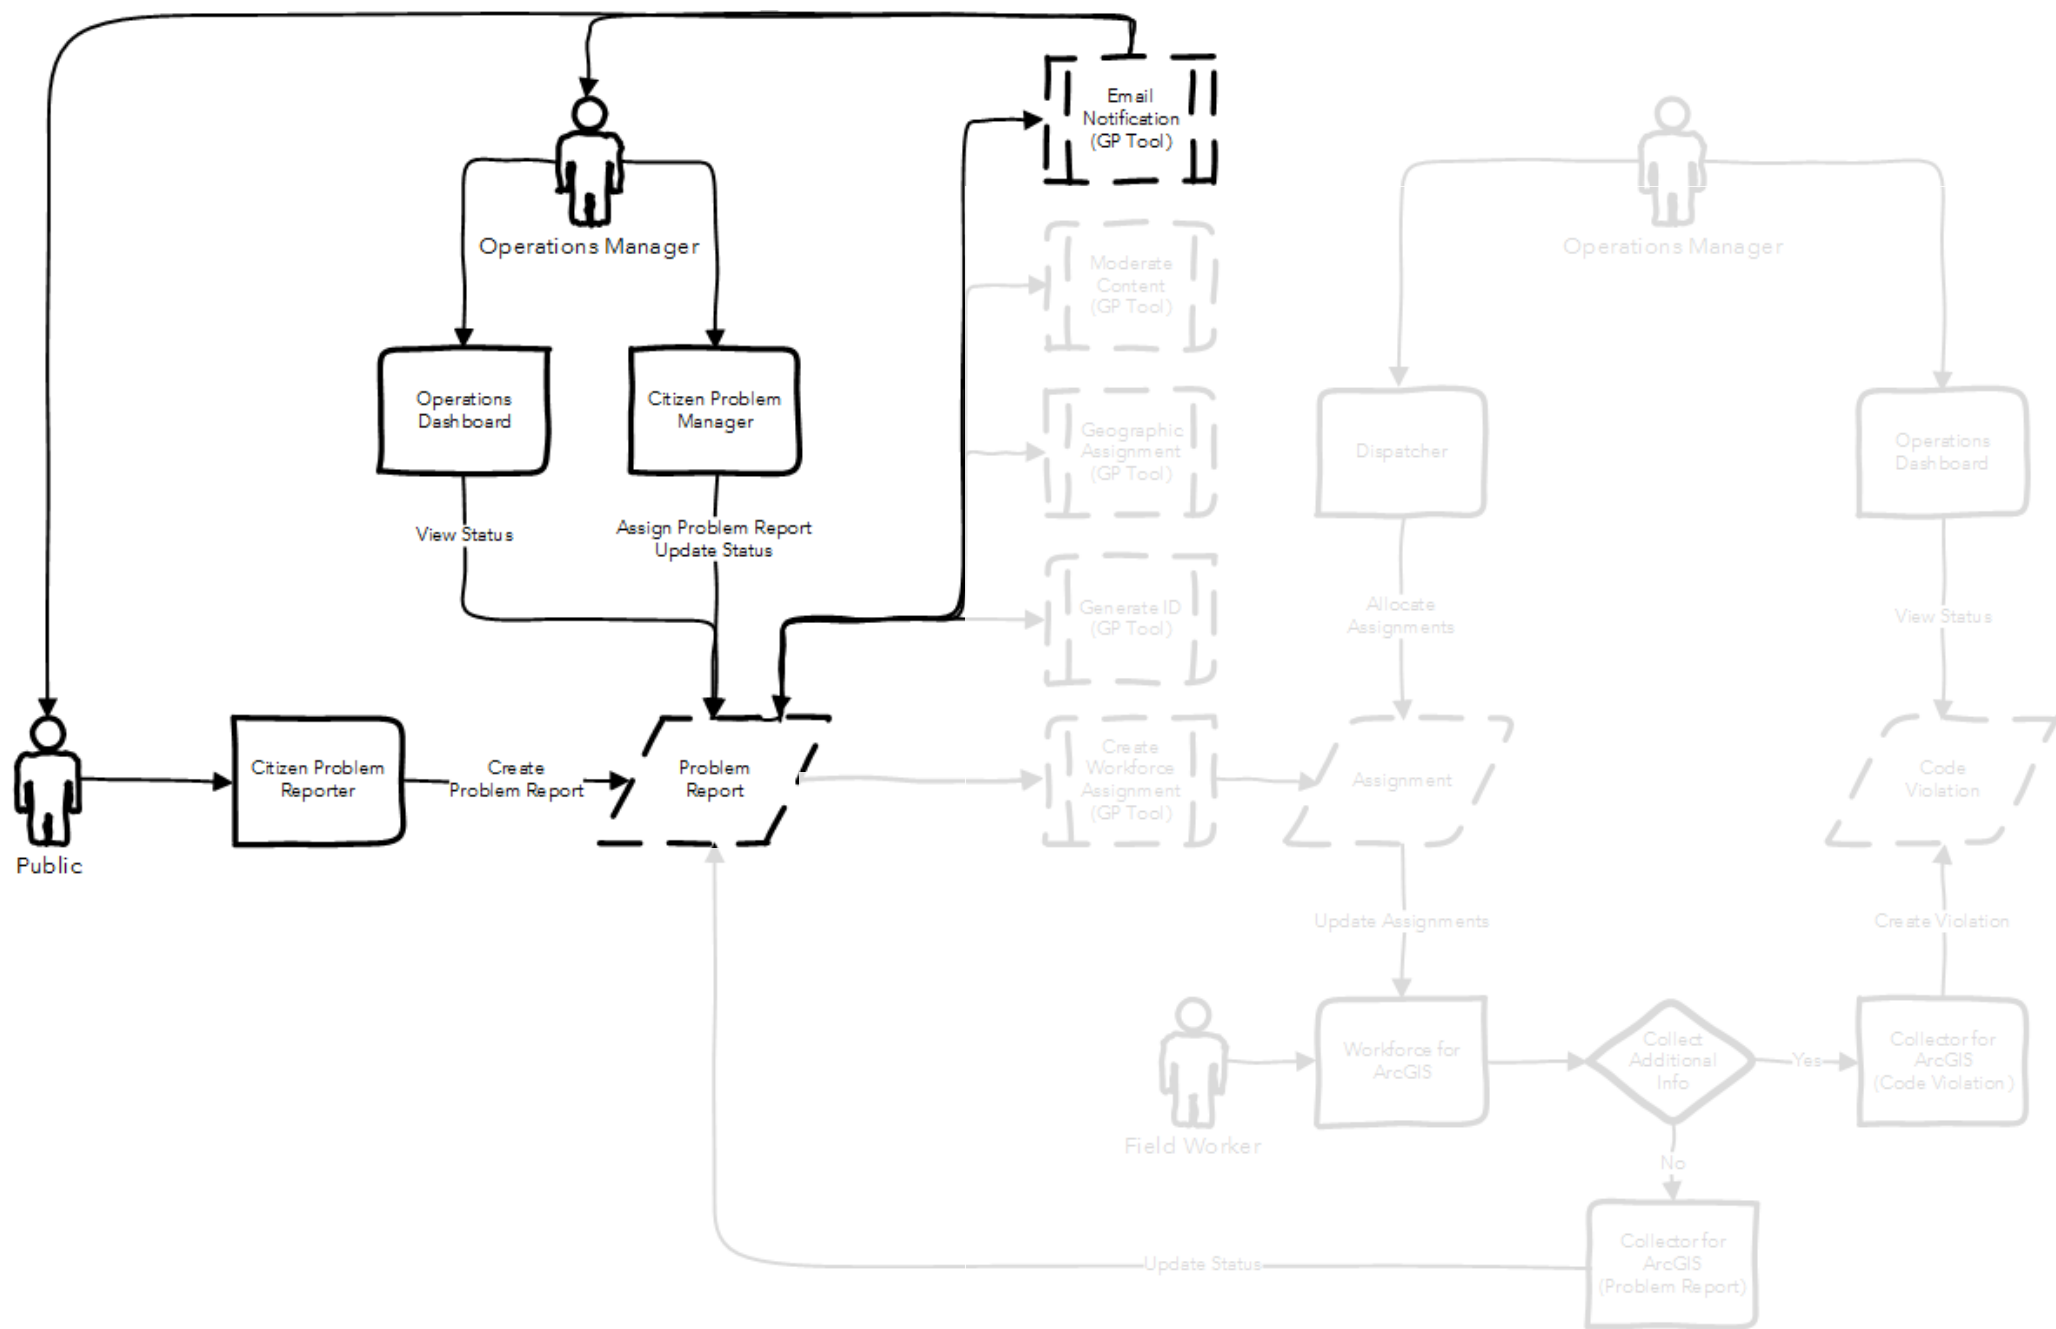 Email
Notification
(GP Tool)
Operations Manager
Operations Manager
Moderate
Content
(GP Tool)
Operations
Dashboard
Citizen Problem
Manager
Geographic
Assignment
(GP Tool)
Dispatcher
Operations
Dashboard
View Status
Assign Problem Report
Update Status
Generate ID
(GP Tool)
Allocate
Assignments
View Status
Citizen Problem
Reporter
Create
Problem Report
Problem
Report
Create
Workforce
Assignment
(GP Tool)
Assignment
Code
Violation
Public
Update Assignments
Create Violation
Workforce for
ArcGIS
Collect
Additional
Info
Yes
Collector for
ArcGIS
(Code Violation)
Field Worker
No
Collector for
ArcGIS
(Problem Report)
Update Status